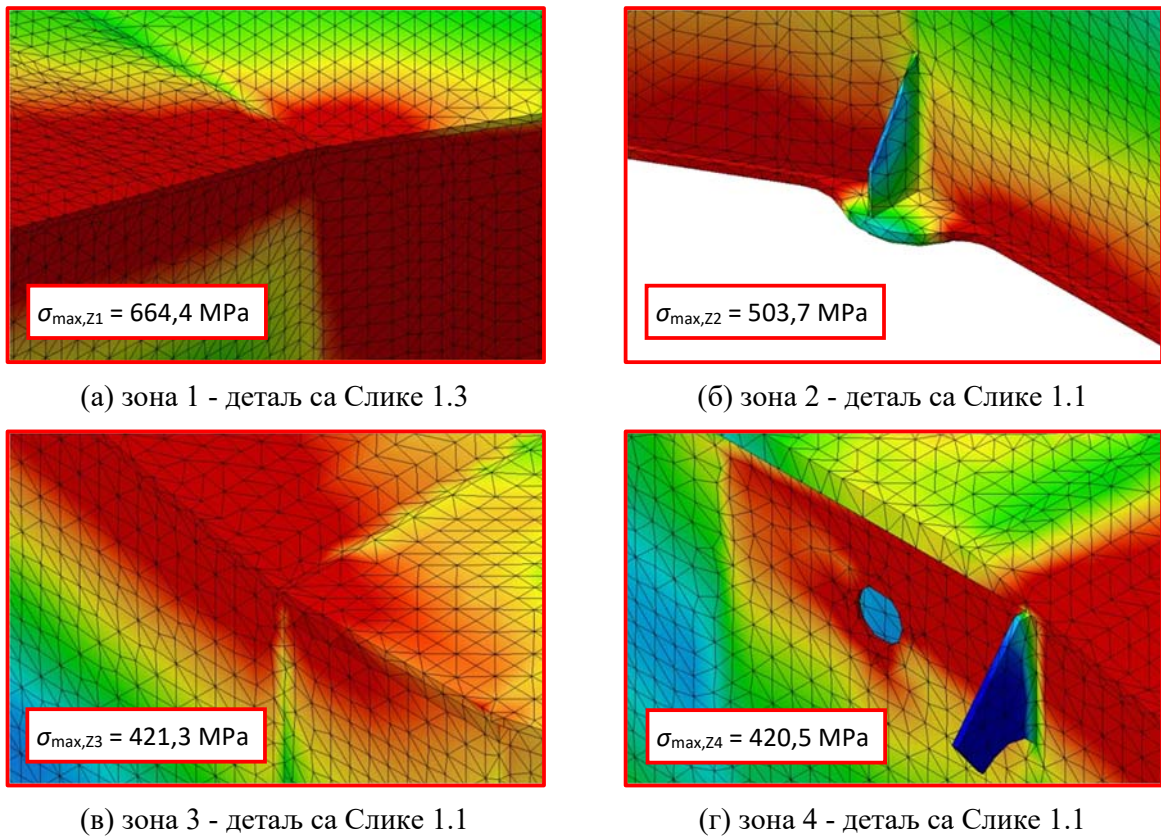 σmax,Z1 = 664,4 MPa
σmax,Z2 = 503,7 MPa
(а) зона 1 - детаљ са Слике 1.3
(б) зона 2 - детаљ са Слике 1.1
σmax,Z3 = 421,3 MPa
σmax,Z4 = 420,5 MPa
(в) зона 3 - детаљ са Слике 1.1
(г) зона 4 - детаљ са Слике 1.1